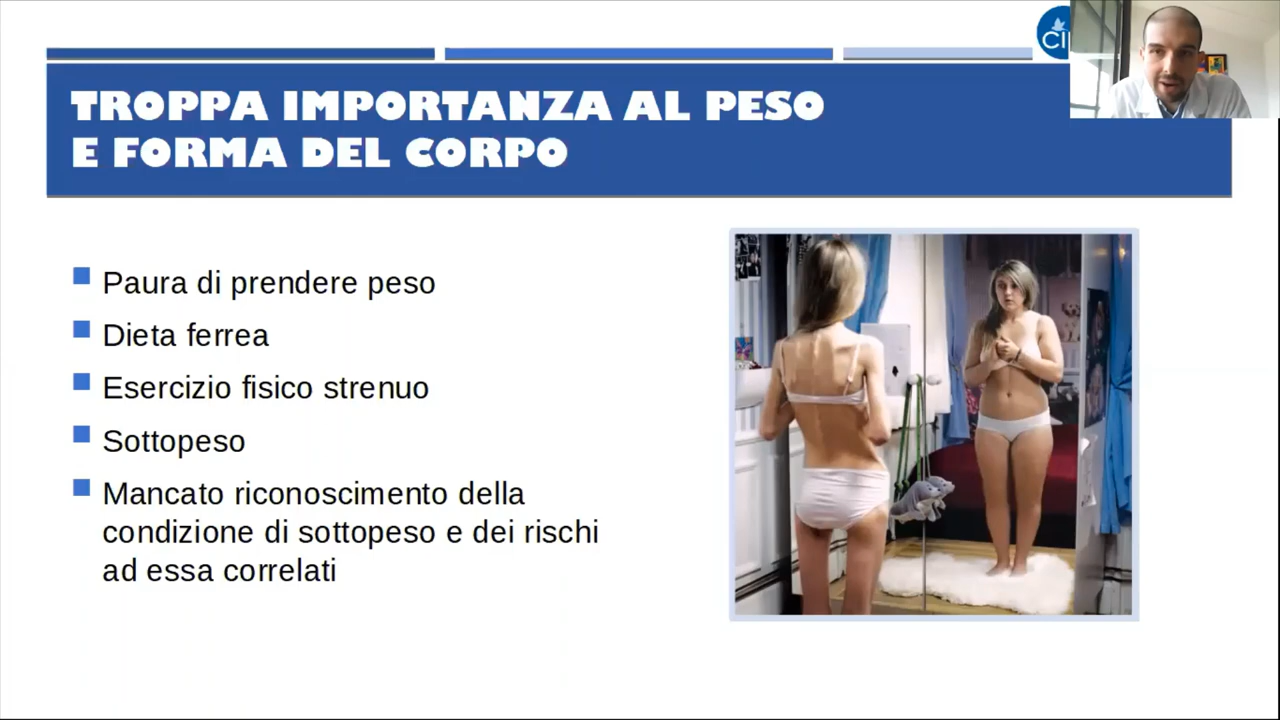 TROPPA IMPORTANZA AL PESO
E FORMA DEL CORPO
Paura di prendere peso
Dieta ferrea
Esercizio fisico strenuo
Sottopeso
Mancato riconoscimento della
condizione di sottopeso e dei rischi
ad essa correlati